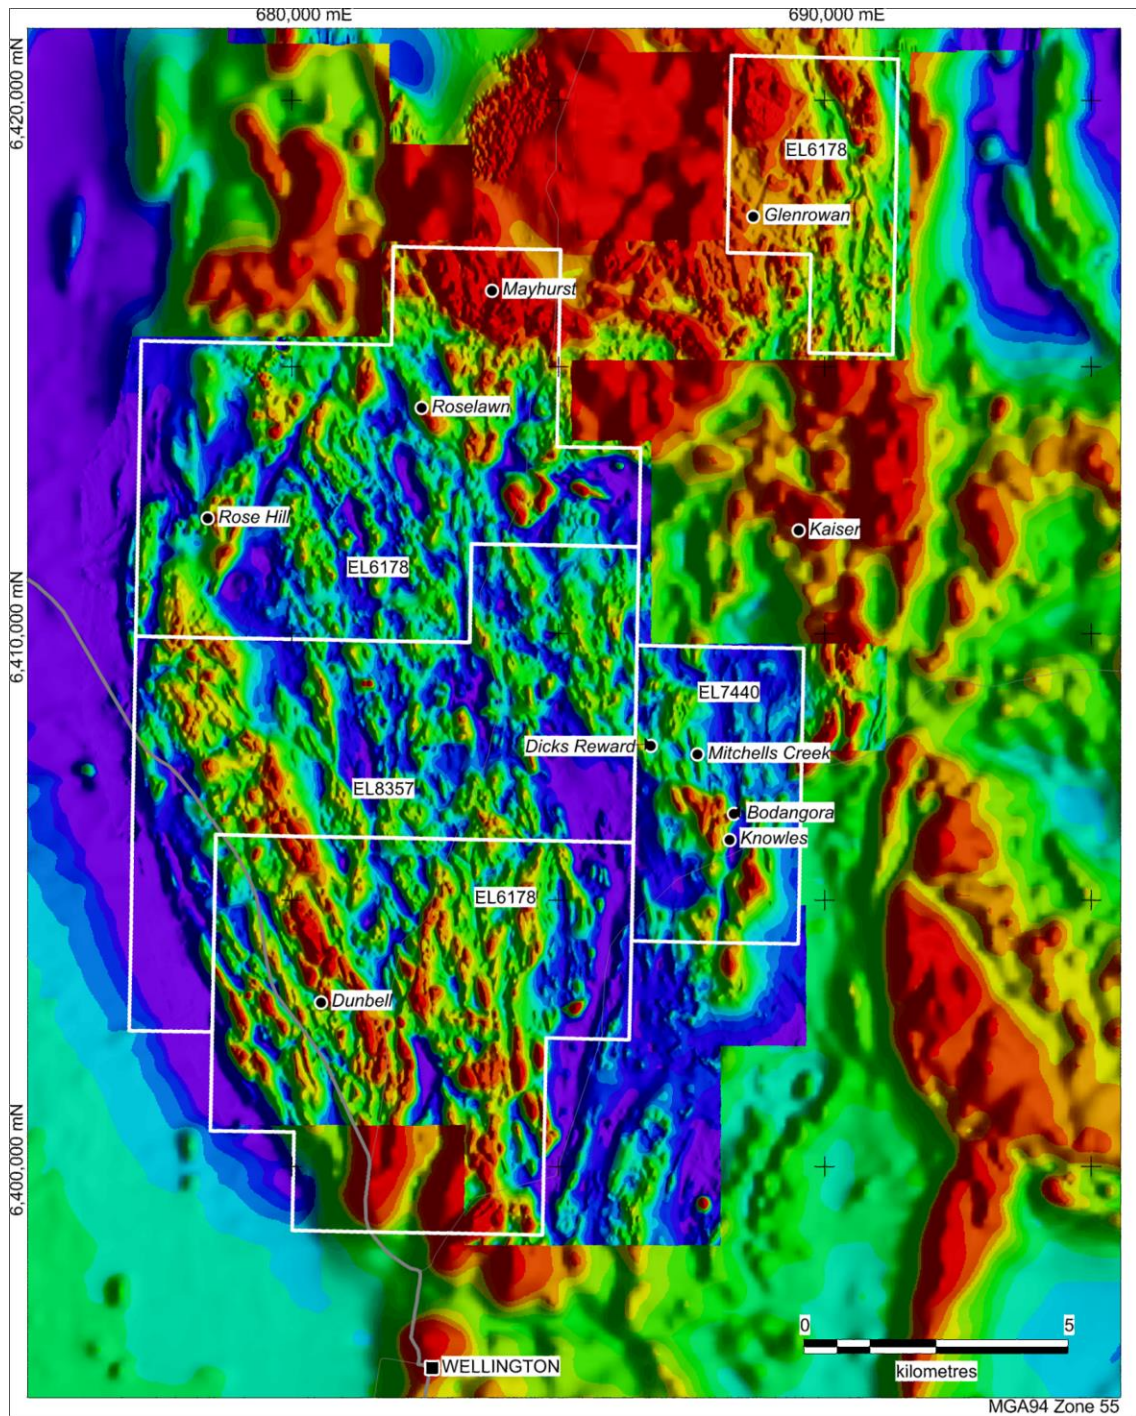 680,000 mE
690,000 mE
6,420,000 mN
EL6178
Glenrowan
Mayhurst
Roselawn
Rose Hill
Kaiser
EL6178
6,410,000 mN
EL7440
Dicks Reward
Mitchells Creek
EL8357
Bodangora
Knowles
EL6178
Dunbell
6,400,000 mN
0
5
kilometres
WELLINGTON
MGA94 Zone 55